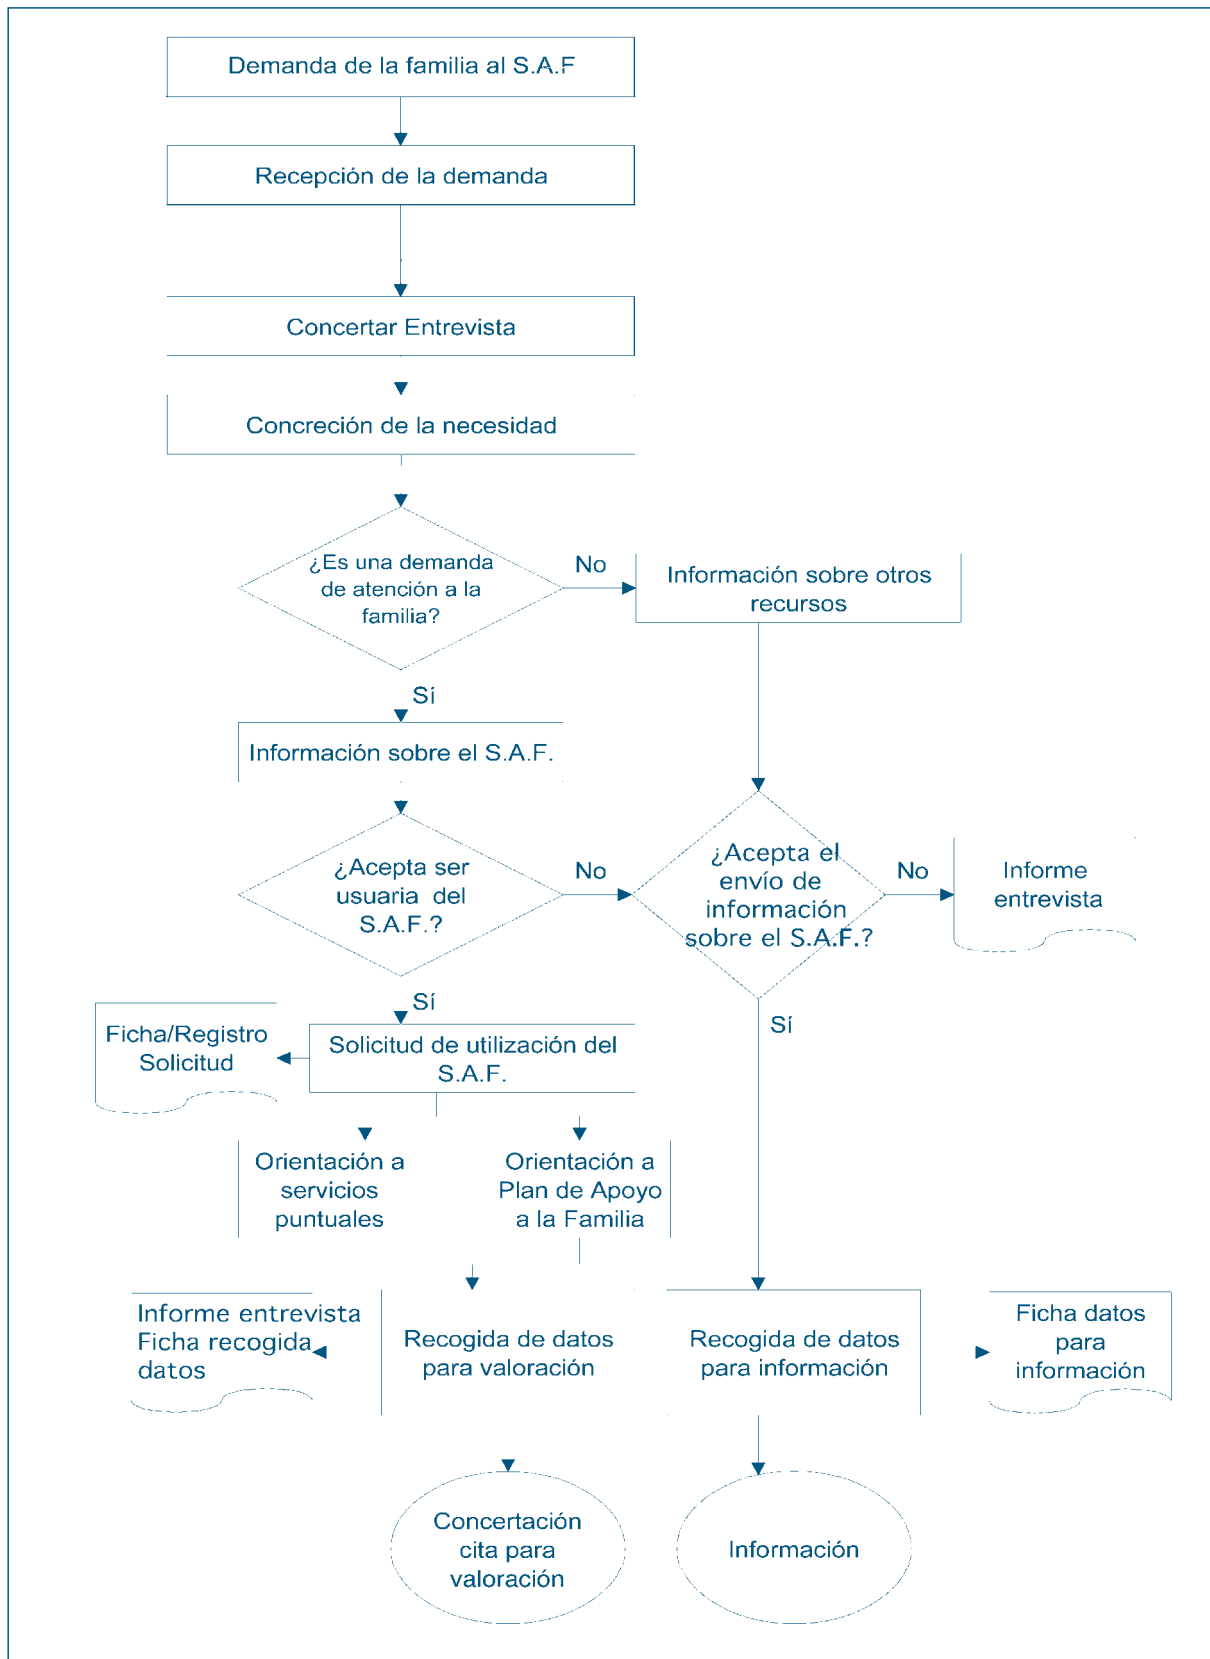 Demanda de la familia al S.A.F
Recepción de la demanda
Concertar Entrevista
Concreción de la necesidad
¿Es una demanda
de atención a la
familia?
No
Información sobre otros
recursos
Sí
Información sobre el S.A.F.
¿Acepta ser
usuaria del
S.A.F.?
No
¿Acepta el
envío de
información
sobre el S.A.F.?
No
Informe
entrevista
Sí
Sí
Ficha/Registro
Solicitud
Solicitud de utilización del
S.A.F.
Orientación a
servicios
puntuales
Orientación a
Plan de Apoyo
a la Familia
Informe entrevista
Ficha recogida
datos
Recogida de datos
para valoración
Recogida de datos
para información
Ficha datos
para
información
Concertación
cita para
valoración
Información